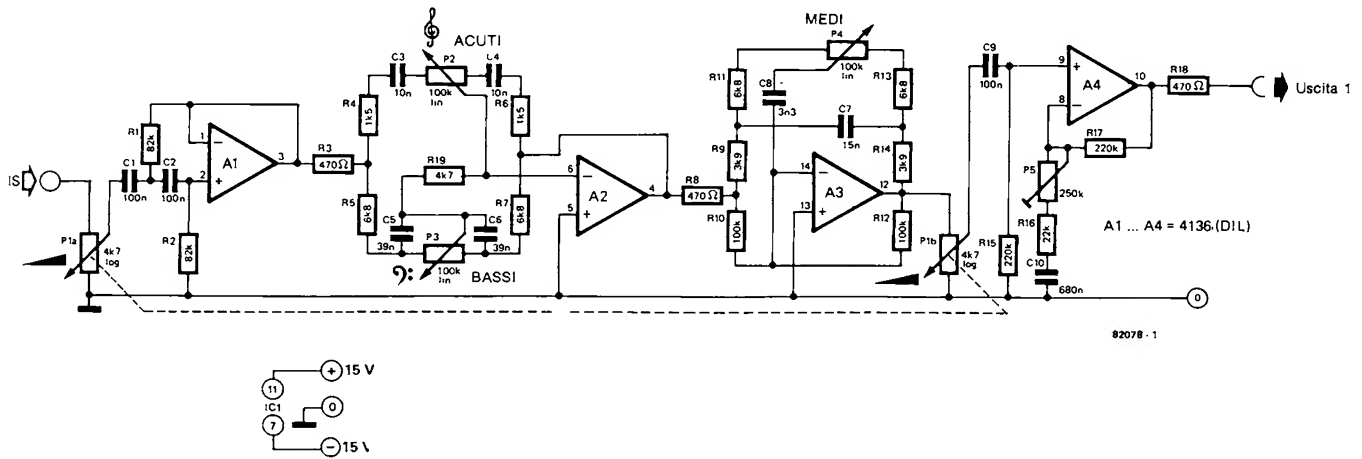 IS
P1a
4k7
log
C1
100n
C2
100n
R1
82k
R2
82k
1
2
3
A1
R3
470Ω
R4
1k5
R5
6k8
C3
10n
ACUTI
P2
100k
lin
C4
10n
R6
1k5
R19
4k7
C5
39n
C6
39n
R7
6k8
P3
100k
lin
BASSI
6
5
4
A2
R8
470Ω
MEDI
P4
100k
lin
R11
6k8
C8
3n3
R13
6k8
C7
15n
R9
3k9
R14
3k9
R10
100k
14
13
12
A3
R12
100k
P1b
4k7
log
C9
100n
R15
220k
9
8
10
A4
R18
470Ω
Uscita 1
R17
220k
P5
250k
R16
22k
C10
680n
A1 ... A4 = 4136 (DIL)
0
82078 - 1
+ 15 V
11
IC1
0
7
− 15 \